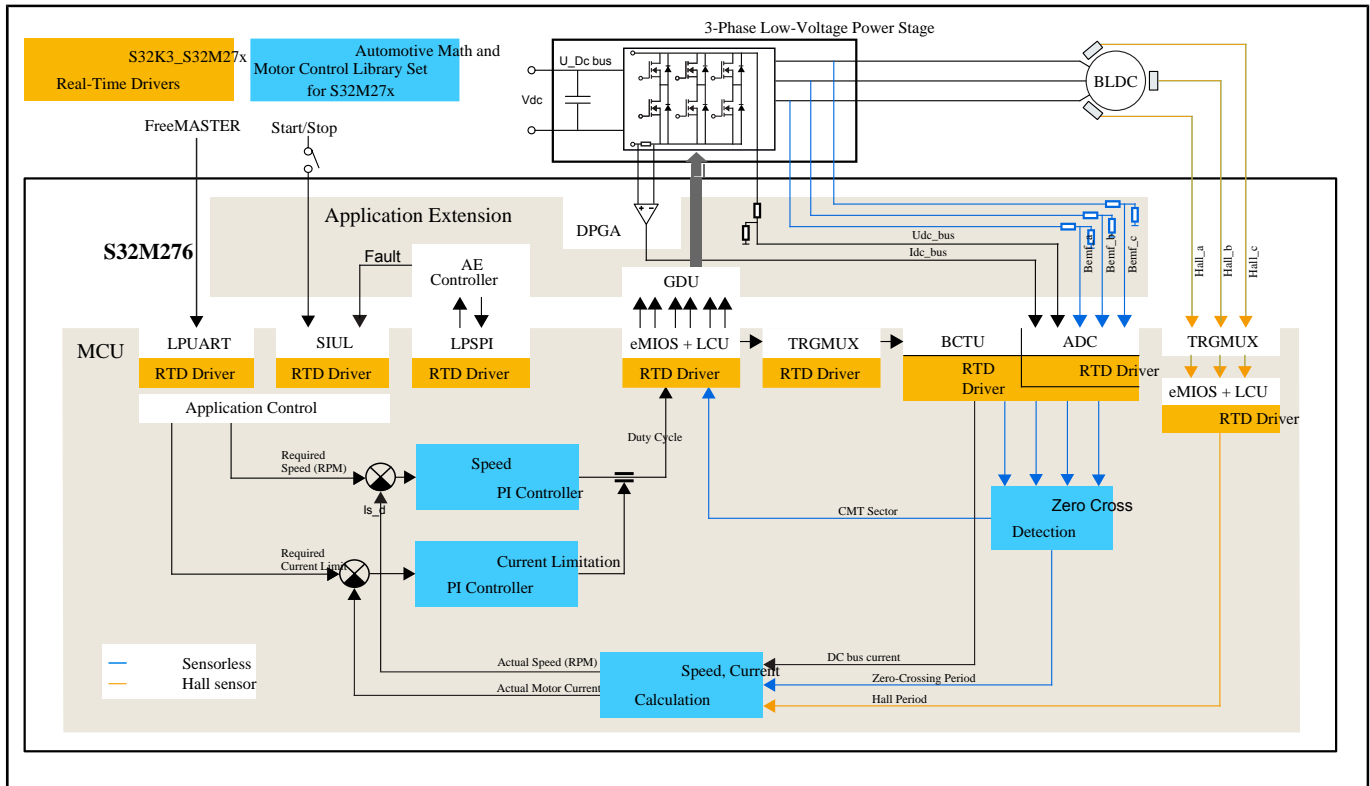 3-Phase Low-Voltage Power Stage
S32K3_S32M27x
Real-Time Drivers
Automotive Math and
Motor Control Library Set
for S32M27x
U_Dc bus
Vdc
BLDC
FreeMASTER
Start/Stop
Application Extension
DPGA
S32M276
Fault
AE
Controller
GDU
Udc_bus
Idc_bus
Bemf_a
Bemf_b
Bemf_c
Hall_a
Hall_b
Hall_c
MCU
LPUART
RTD Driver
SIUL
RTD Driver
LPSPI
RTD Driver
eMIOS + LCU
RTD Driver
TRGMUX
RTD Driver
BCTU
RTD
Driver
ADC
RTD Driver
TRGMUX
eMIOS + LCU
RTD Driver
Application Control
Required
Speed (RPM)
Is_d
Speed
PI Controller
Duty Cycle
Required
Current Limit
Current Limitation
PI Controller
CMT Sector
Zero Cross
Detection
Sensorless
Hall sensor
Actual Speed (RPM)
Actual Motor Current
Speed, Current
Calculation
DC bus current
Zero-Crossing Period
Hall Period